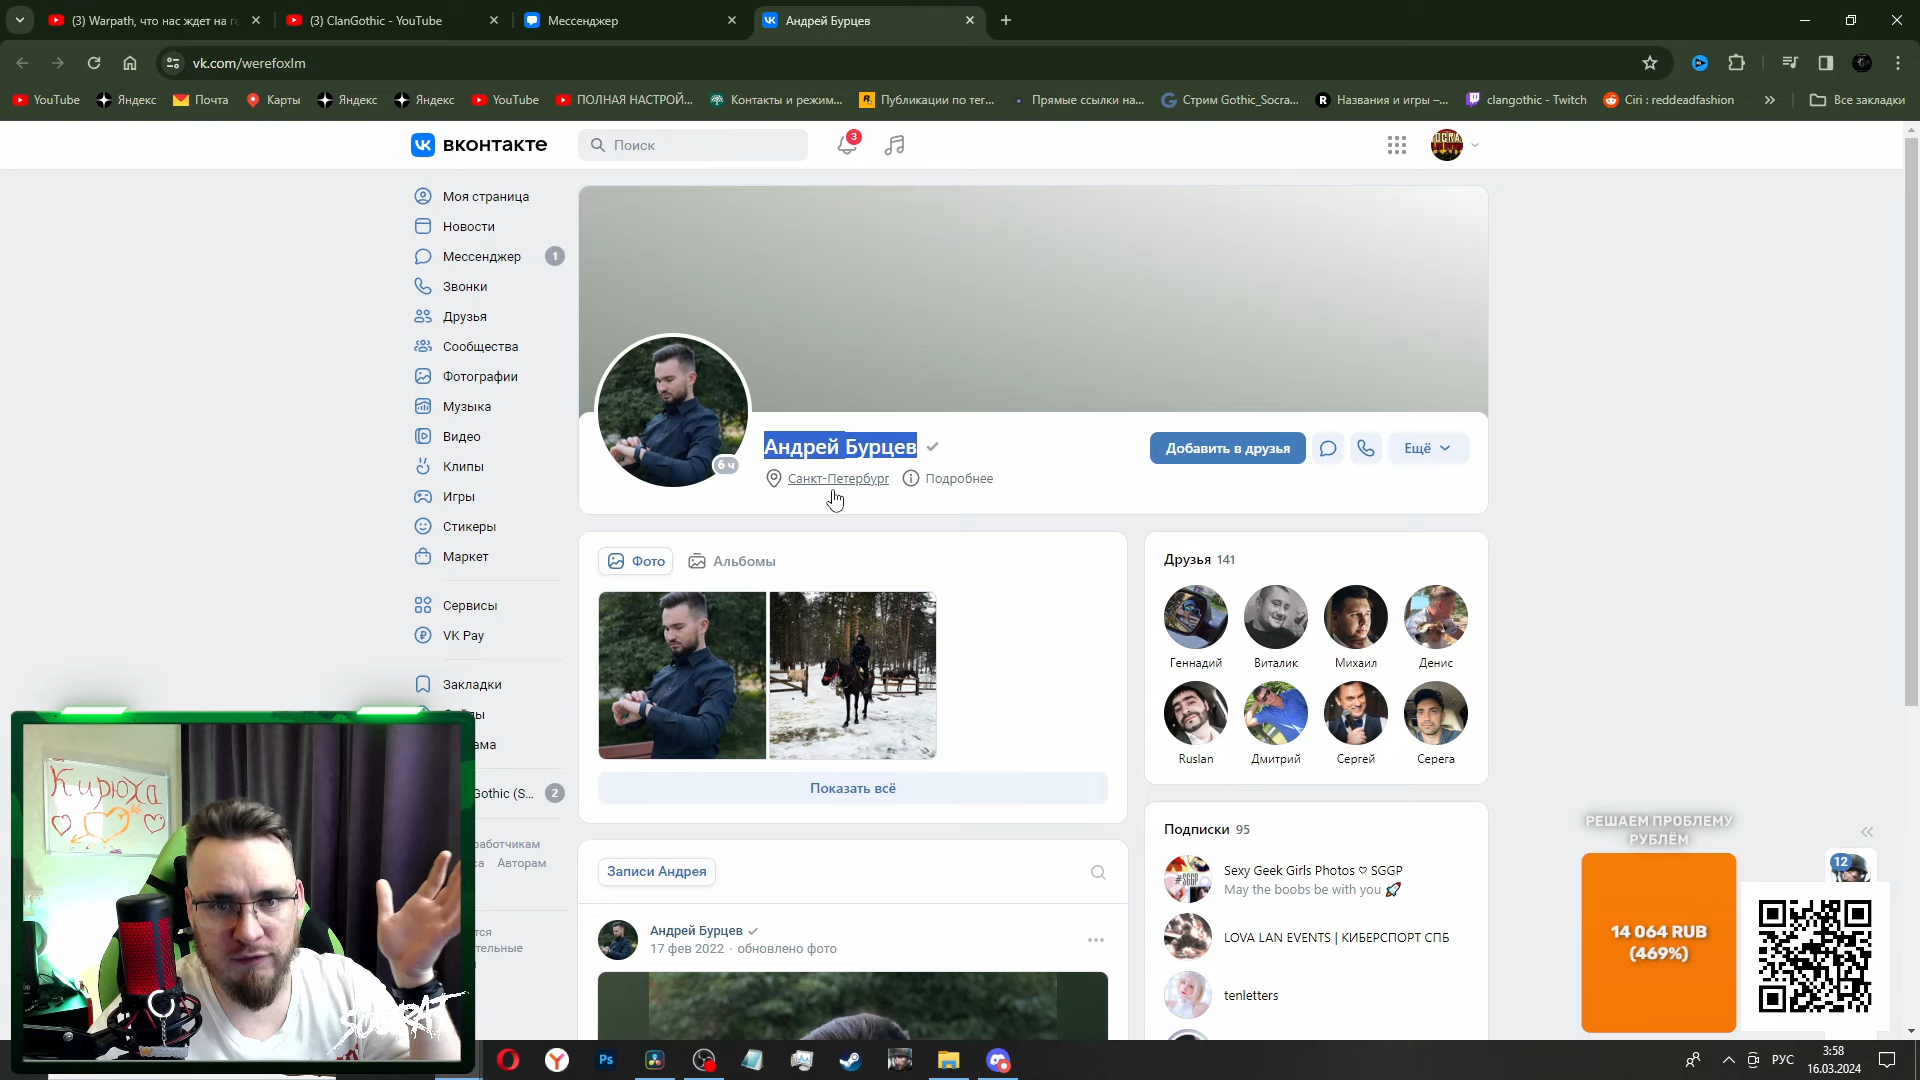 (3) Warpath, что нас ждет на ге
(3) ClanGothic - YouTube
Мессенджер
Андрей Бурцев
vk.com/werefoxlm
YouTube
Яндекс
Почта
Карты
Яндекс
Яндекс
YouTube
ПОЛНАЯ НАСТРОЙ...
Контакты и режим...
Публикации по тег...
Прямые ссылки на...
Стрим Gothic_Socra...
Названия и игры –...
clangothic - Twitch
Ciri : reddeadfashion
Все закладки
вконтакте
Поиск
3
Моя страница
Новости
Мессенджер 1
Звонки
Друзья
Сообщества
Фотографии
Музыка
Видео
Клипы
Игры
Стикеры
Маркет
Сервисы
VK Pay
Закладки
Gothic (S... 2
Авторам
6 ч
Андрей Бурцев
Санкт-Петербург
Подробнее
Добавить в друзья
Ещё
Фото
Альбомы
Показать всё
Друзья 141
Геннадий
Виталик
Михаил
Денис
Ruslan
Дмитрий
Сергей
Серега
Подписки 95
Sexy Geek Girls Photos ♡ SGGP
May the boobs be with you 🚀
LOVA LAN EVENTS | КИБЕРСПОРТ СПБ
tenletters
Записи Андрея
Андрей Бурцев
17 фев 2022 · обновлено фото
Кирюха
РЕШАЕМ ПРОБЛЕМУ
РУБЛЁМ
14 064 RUB
(469%)
12
РУС
3:58
16.03.2024